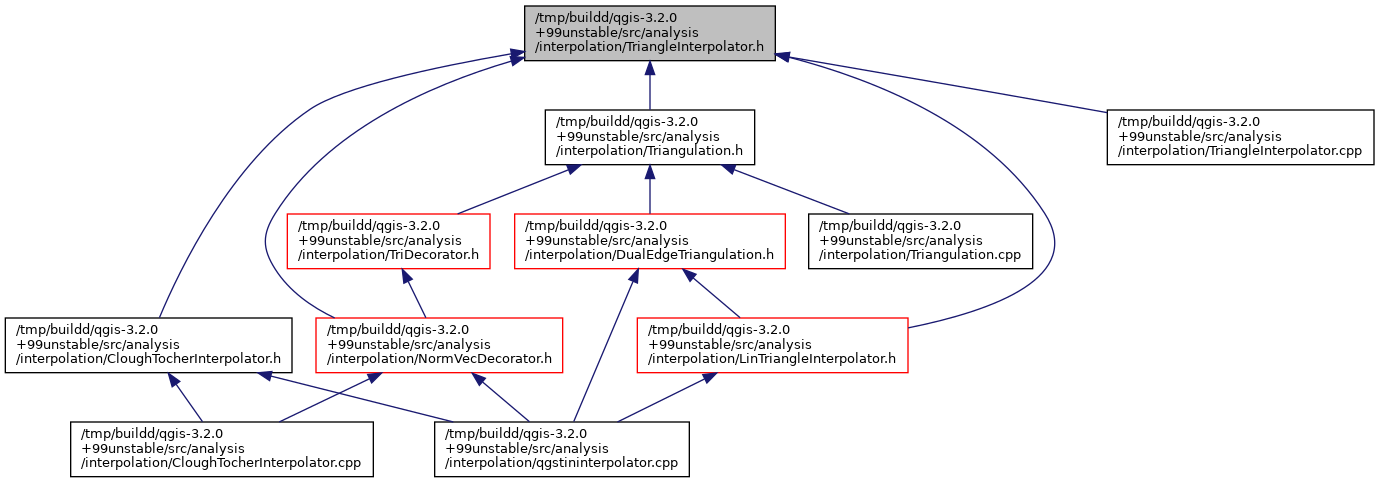 /tmp/buildd/qgis-3.2.0
+99unstable/src/analysis
/interpolation/TriangleInterpolator.h
/tmp/buildd/qgis-3.2.0
+99unstable/src/analysis
/interpolation/Triangulation.h
/tmp/buildd/qgis-3.2.0
+99unstable/src/analysis
/interpolation/TriangleInterpolator.cpp
/tmp/buildd/qgis-3.2.0
+99unstable/src/analysis
/interpolation/TriDecorator.h
/tmp/buildd/qgis-3.2.0
+99unstable/src/analysis
/interpolation/DualEdgeTriangulation.h
/tmp/buildd/qgis-3.2.0
+99unstable/src/analysis
/interpolation/Triangulation.cpp
/tmp/buildd/qgis-3.2.0
+99unstable/src/analysis
/interpolation/CloughTocherInterpolator.h
/tmp/buildd/qgis-3.2.0
+99unstable/src/analysis
/interpolation/NormVecDecorator.h
/tmp/buildd/qgis-3.2.0
+99unstable/src/analysis
/interpolation/LinTriangleInterpolator.h
/tmp/buildd/qgis-3.2.0
+99unstable/src/analysis
/interpolation/CloughTocherInterpolator.cpp
/tmp/buildd/qgis-3.2.0
+99unstable/src/analysis
/interpolation/qgstininterpolator.cpp